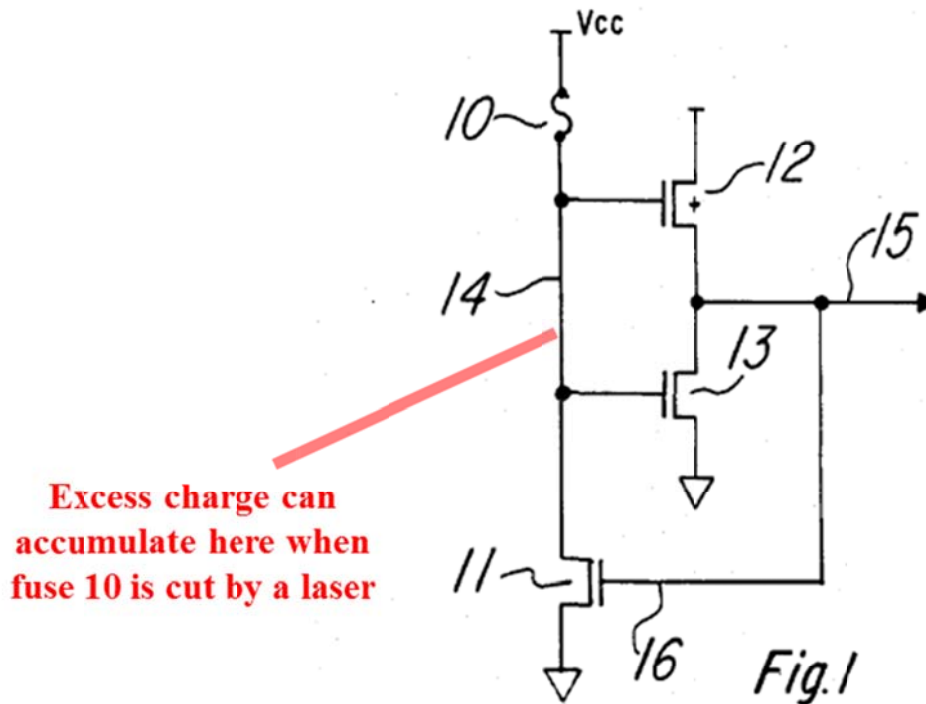 Vcc
10
12
15
14
13
Excess charge can
accumulate here when
fuse 10 is cut by a laser
11
16
Fig.1